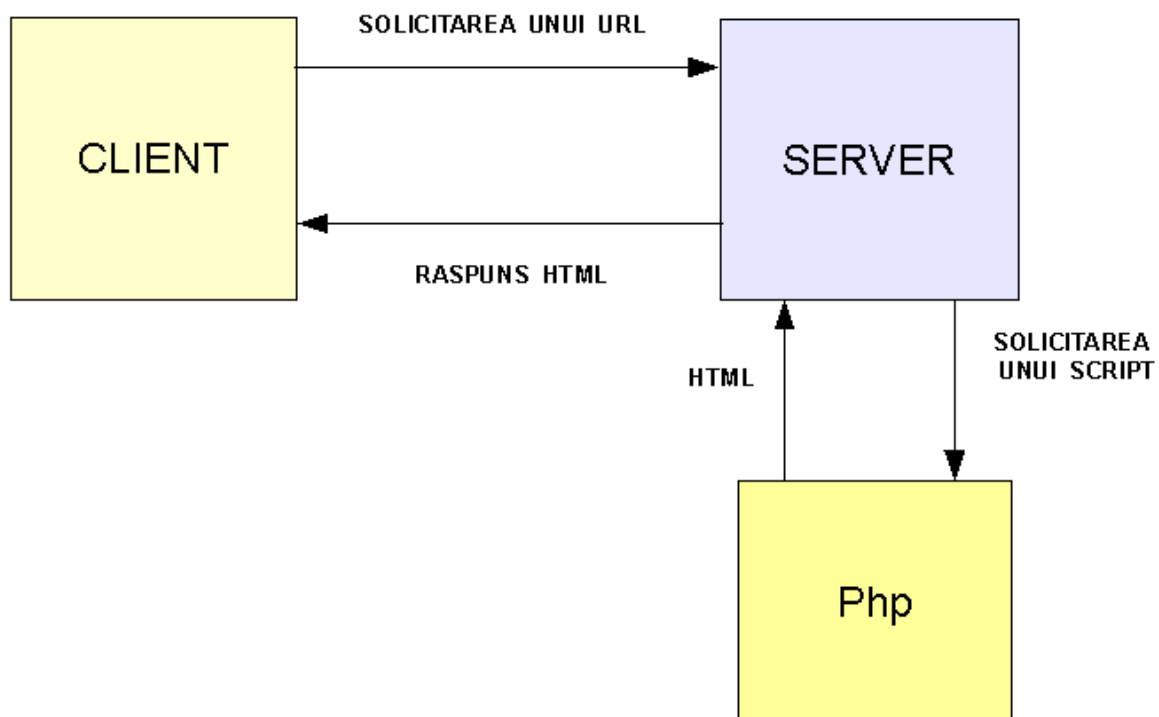 SOLICITAREA UNUI URL
CLIENT
SERVER
RASPUNS HTML
SOLICITAREA
UNUI SCRIPT
HTML
Php